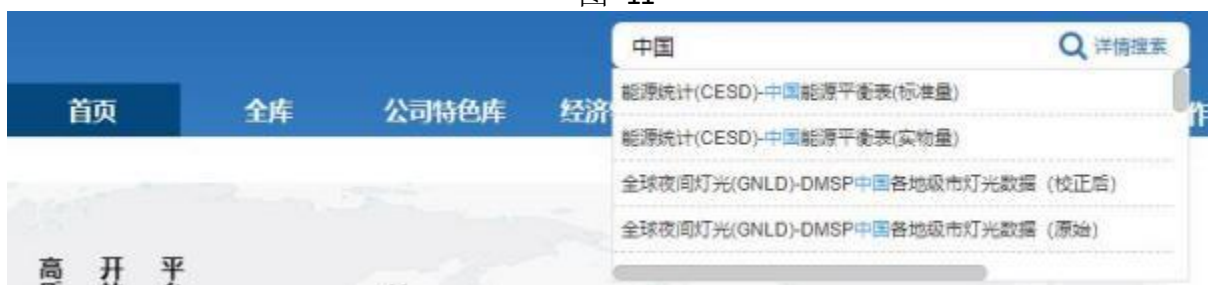 图 11
中国
详情搜索
首页 全库 公司特色库 经济
能源统计(CESD)-中国能源平衡表(标准量)
能源统计(CESD)-中国能源平衡表(实物量)
全球夜间灯光(GNLD)-DMSP中国各地级市灯光数据（校正后）
全球夜间灯光(GNLD)-DMSP中国各地级市灯光数据（原始）
高 开 平